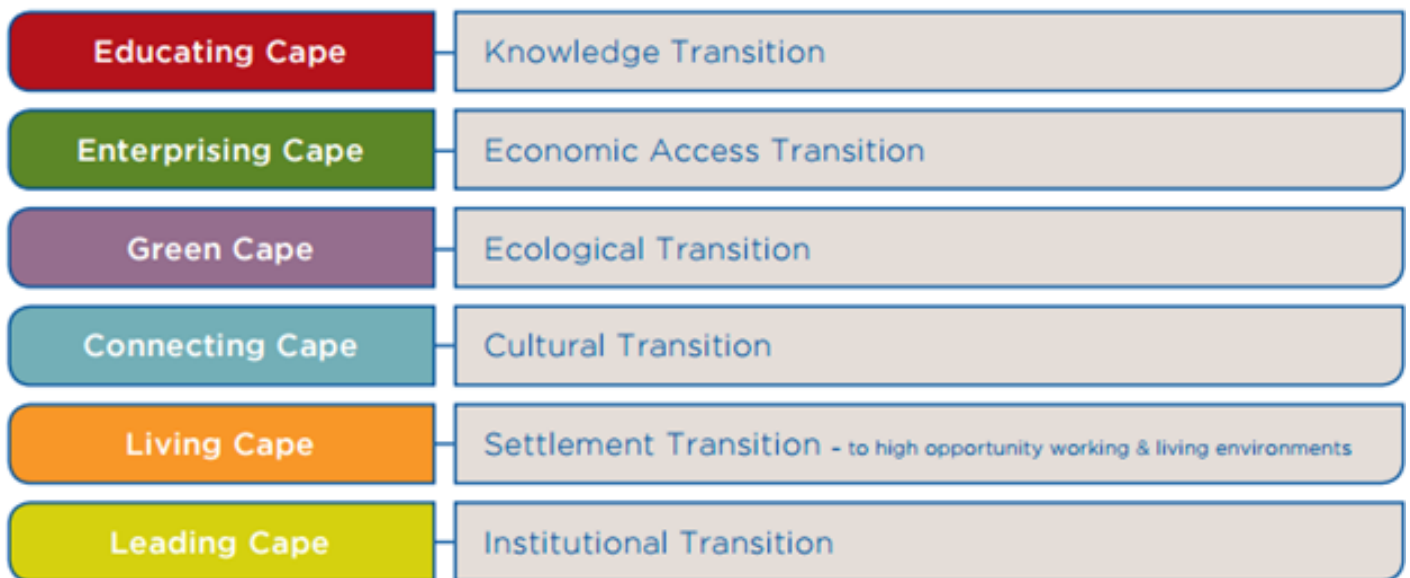 Educating Cape
Knowledge Transition
Enterprising Cape
Economic Access Transition
Green Cape
Ecological Transition
Connecting Cape
Cultural Transition
Living Cape
Settlement Transition - to high opportunity working & living environments
Leading Cape
Institutional Transition